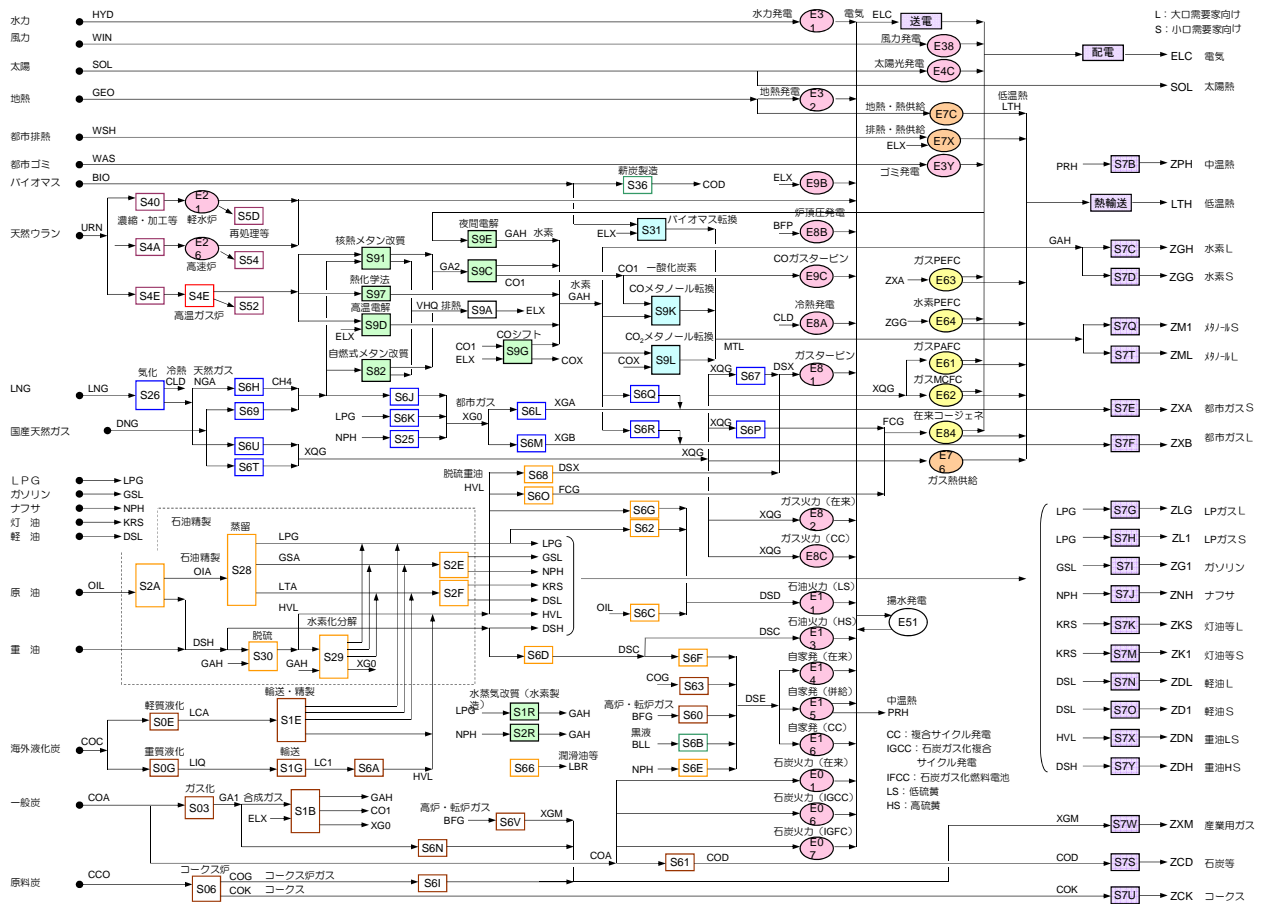 水力
HYD
水力発電
E31
電気
ELC
送電
L：大口需要家向け
S：小口需要家向け
風力
WIN
風力発電
E38
配電
ELC 電気
太陽
SOL
太陽光発電
E4C
SOL 太陽熱
地熱
GEO
地熱発電
E32
地熱・熱供給
E7C
低温熱
LTH
都市排熱
WSH
排熱・熱供給
ELX
E7X
都市ゴミ
WAS
ゴミ発電
E3Y
PRH
S7B
ZPH 中温熱
バイオマス
BIO
薪炭製造
S36
COD
ELX
E9B
熱輸送
LTH 低温熱
天然ウラン
URN
S40
濃縮・加工等
E21
軽水炉
S5D
再処理等
S4A
E26
高速炉
S54
S4E
S4E
高温ガス炉
S52
核熱メタン改質
S91
熱化学法
S97
高温電解
ELX
S9D
自燃式メタン改質
S82
夜間電解
S9E
GAH
水素
GA2
S9C
CO1
VHQ 排熱
S9A
ELX
COシフト
CO1
ELX
S9G
COX
水素
GAH
バイオマス転換
ELX
S31
CO1 一酸化炭素
COメタノール転換
S9K
CO2メタノール転換
COX
S9L
MTL
炉頂圧発電
BFP
E8B
COガスタービン
E9C
冷熱発電
CLD
E8A
ガスタービン
E81
ガスPEFC
ZXA
E63
水素PEFC
ZGG
E64
ガスPAFC
E61
ガスMCFC
XQG
E62
在来コージェネ
FCG
E84
E76
ガス熱供給
GAH
S7C
ZGH 水素L
S7D
ZGG 水素S
S7Q
ZM1 メタノールS
S7T
ZML メタノールL
S7E
ZXA 都市ガスS
S7F
ZXB 都市ガスL
LNG
LNG
気化
S26
冷熱
CLD
天然ガス
NGA
S6H
CH4
S69
国産天然ガス
DNG
S6U
S6T
XQG
S6J
LPG
S6K
NPH
S25
都市ガス
XG0
S6L
XGA
S6M
XGB
S6Q
S6R
XQG
S67
DSX
XQG
S6P
XQG
LPG
LPG
ガソリン
GSL
ナフサ
NPH
灯 油
KRS
軽 油
DSL
脱硫重油
HVL
S68
DSX
S6O
FCG
S6G
S62
ガス火力（在来）
XQG
E82
ガス火力（CC）
XQG
E8C
石油精製
原 油
OIL
S2A
石油精製
OIA
蒸留
S28
LPG
GSA
LTA
HVL
S2E
S2F
LPG
GSL
NPH
KRS
DSL
HVL
DSH
重 油
DSH
脱硫
S30
GAH
水素化分解
S29
GAH
XG0
OIL
S6C
DSD
石油火力（LS）
E11
石油火力（HS）
DSC
E13
揚水発電
E51
S6D
DSC
S6F
COG
S63
高炉・転炉ガス
BFG
S60
黒液
BLL
S6B
NPH
S6E
DSE
自家発（在来）
E14
自家発（併給）
E15
中温熱
PRH
自家発（CC）
E16
石炭火力（在来）
E01
石炭火力（IGCC）
E06
石炭火力（IGFC）
E07
CC：複合サイクル発電
IGCC：石炭ガス化複合
サイクル発電
IFCC：石炭ガス化燃料電池
LS：低硫黄
HS：高硫黄
海外液化炭
COC
軽質液化
S0E
LCA
輸送・精製
S1E
重質液化
S0G
LIQ
輸送
S1G
LC1
S6A
HVL
水蒸気改質（水素製造）
LPG
S1R
GAH
NPH
S2R
GAH
S66
潤滑油等
LBR
一般炭
COA
ガス化
S03
GA1
合成ガス
ELX
S1B
GAH
CO1
XG0
高炉・転炉ガス
BFG
S6V
XGM
S6N
COA
S61
COD
原料炭
CCO
コークス炉
S06
COG コークス炉ガス
COK コークス
S6I
LPG S7G ZLG LPガスL
LPG S7H ZL1 LPガスS
GSL S7I ZG1 ガソリン
NPH S7J ZNH ナフサ
KRS S7K ZKS 灯油等L
KRS S7M ZK1 灯油等S
DSL S7N ZDL 軽油L
DSL S7O ZD1 軽油S
HVL S7X ZDN 重油LS
DSH S7Y ZDH 重油HS
XGM S7W ZXM 産業用ガス
COD S7S ZCD 石炭等
COK S7U ZCK コークス